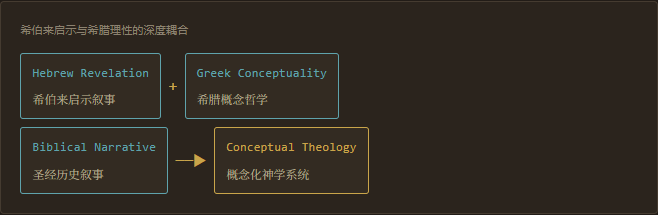 希伯来启示与希腊理性的深度耦合
Hebrew Revelation
希伯来启示叙事
+
Greek Conceptuality
希腊概念哲学
Biblical Narrative
圣经历史叙事
Conceptual Theology
概念化神学系统